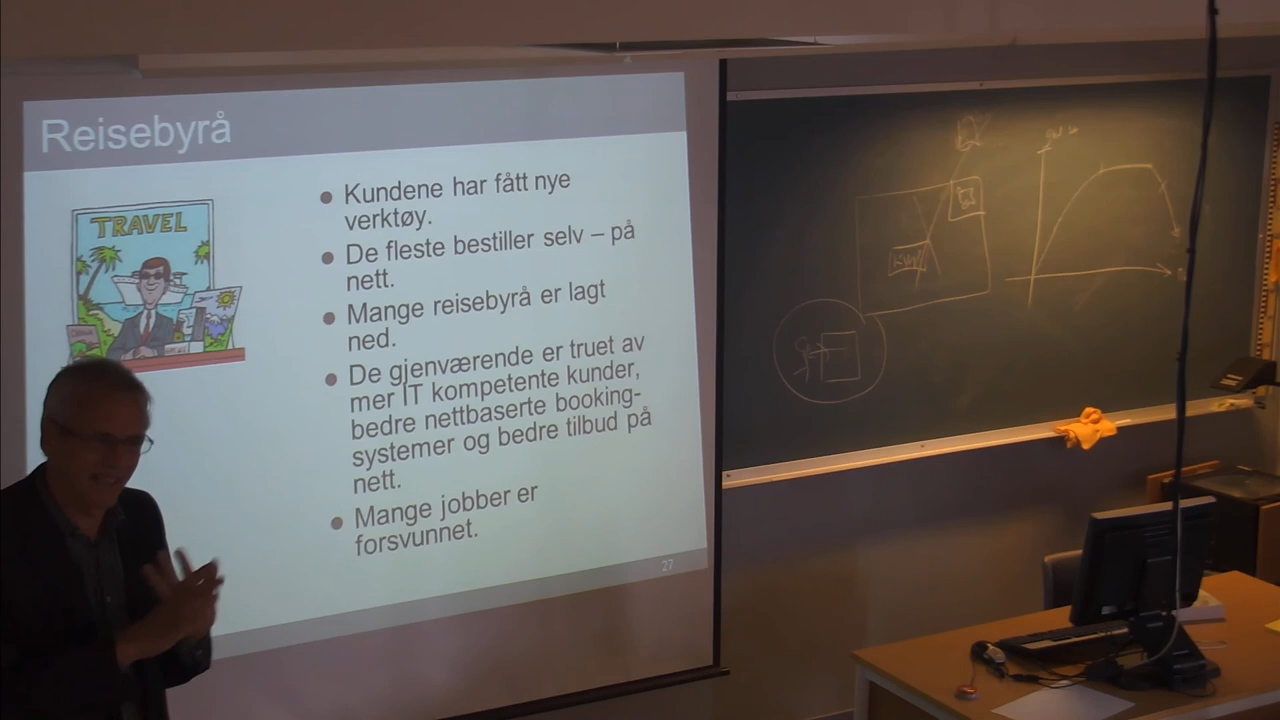 Reisebyrå
TRAVEL
Kundene har fått nye
verktøy.
De fleste bestiller selv – på
nett.
Mange reisebyrå er lagt
ned.
De gjenværende er truet av
mer IT kompetente kunder,
bedre nettbaserte booking-
systemer og bedre tilbud på
nett.
Mange jobber er
forsvunnet.
27